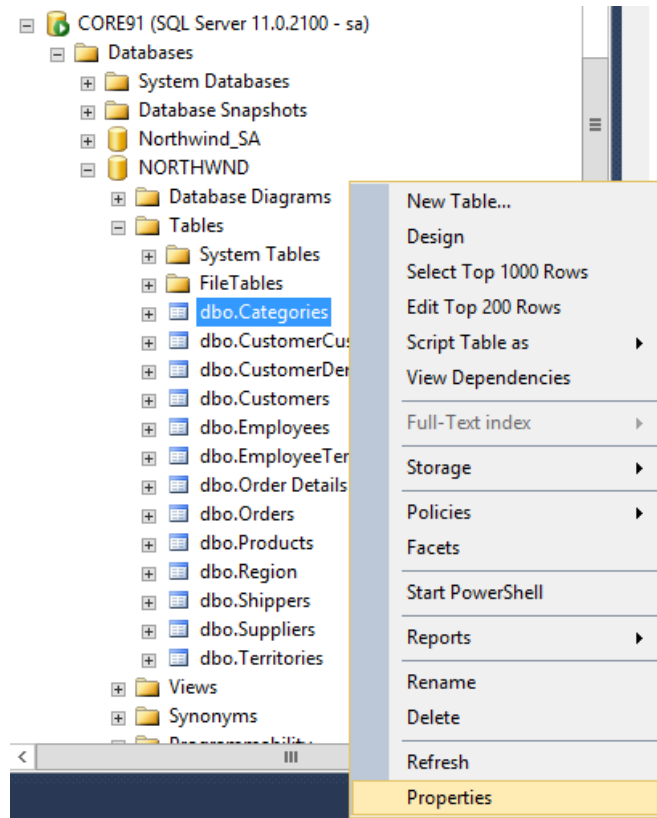 CORE91 (SQL Server 11.0.2100 - sa)
Databases
System Databases
Database Snapshots
Northwind_SA
NORTHWND
Database Diagrams
Tables
System Tables
FileTables
dbo.Categories
dbo.CustomerCus
dbo.CustomerDer
dbo.Customers
dbo.Employees
dbo.EmployeeTer
dbo.Order Details
dbo.Orders
dbo.Products
dbo.Region
dbo.Shippers
dbo.Suppliers
dbo.Territories
Views
Synonyms
Programmability
New Table...
Design
Select Top 1000 Rows
Edit Top 200 Rows
Script Table as
View Dependencies
Full-Text index
Storage
Policies
Facets
Start PowerShell
Reports
Rename
Delete
Refresh
Properties